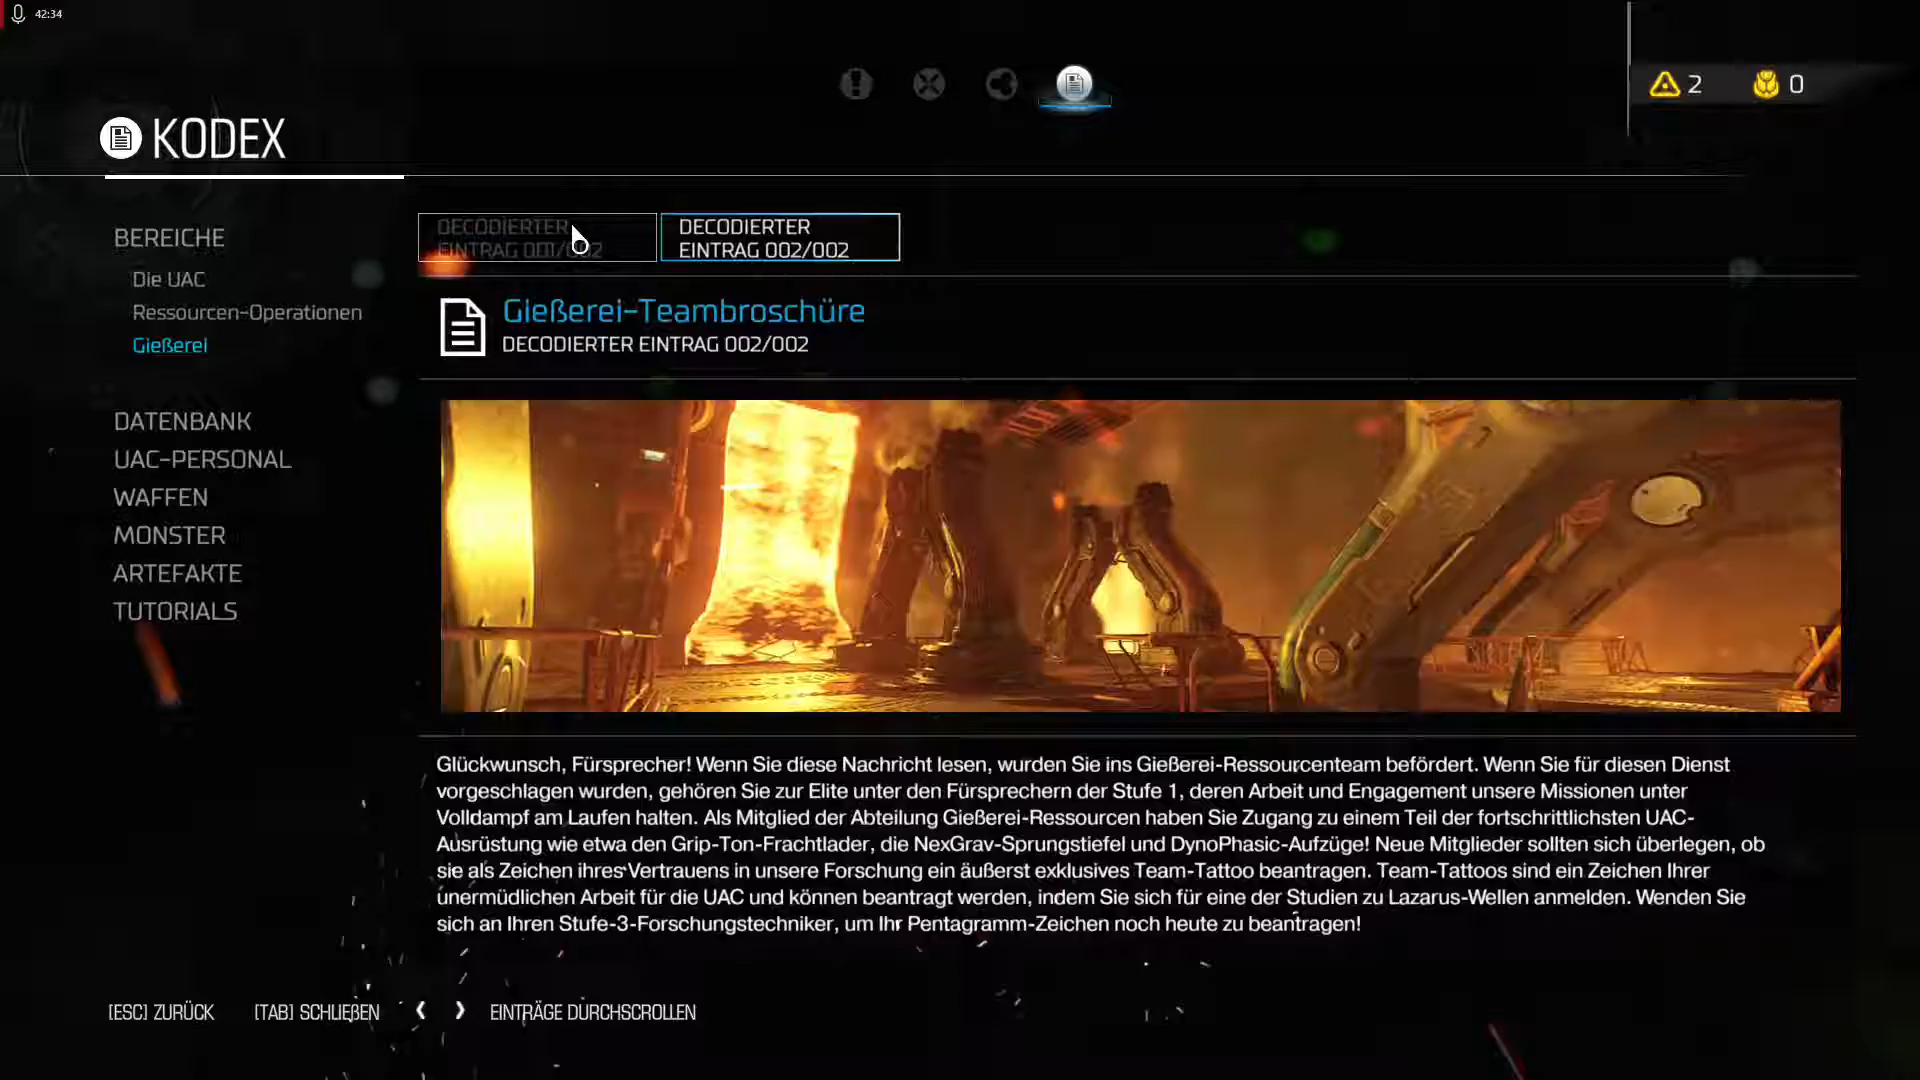 42:34
2
0
KODEX
BEREICHE
Die UAC
Ressourcen-Operationen
Gießerei
DATENBANK
UAC-PERSONAL
WAFFEN
MONSTER
ARTEFAKTE
TUTORIALS
DECODIERTER
EINTRAG 001/002
DECODIERTER
EINTRAG 002/002
Gießerei-Teambroschüre
DECODIERTER EINTRAG 002/002
Glückwunsch, Fürsprecher! Wenn Sie diese Nachricht lesen, wurden Sie ins Gießerei-Ressourcenteam befördert. Wenn Sie für diesen Dienst
vorgeschlagen wurden, gehören Sie zur Elite unter den Fürsprechern der Stufe 1, deren Arbeit und Engagement unsere Missionen unter
Volldampf am Laufen halten. Als Mitglied der Abteilung Gießerei-Ressourcen haben Sie Zugang zu einem Teil der fortschrittlichsten UAC-
Ausrüstung wie etwa den Grip-Ton-Frachtlader, die NexGrav-Sprungstiefel und DynoPhasic-Aufzüge! Neue Mitglieder sollten sich überlegen, ob
sie als Zeichen ihres Vertrauens in unsere Forschung ein äußerst exklusives Team-Tattoo beantragen. Team-Tattoos sind ein Zeichen Ihrer
unermüdlichen Arbeit für die UAC und können beantragt werden, indem Sie sich für eine der Studien zu Lazarus-Wellen anmelden. Wenden Sie
sich an Ihren Stufe-3-Forschungstechniker, um Ihr Pentagramm-Zeichen noch heute zu beantragen!
[ESC] ZURÜCK
[TAB] SCHLIEßEN
EINTRÄGE DURCHSCROLLEN